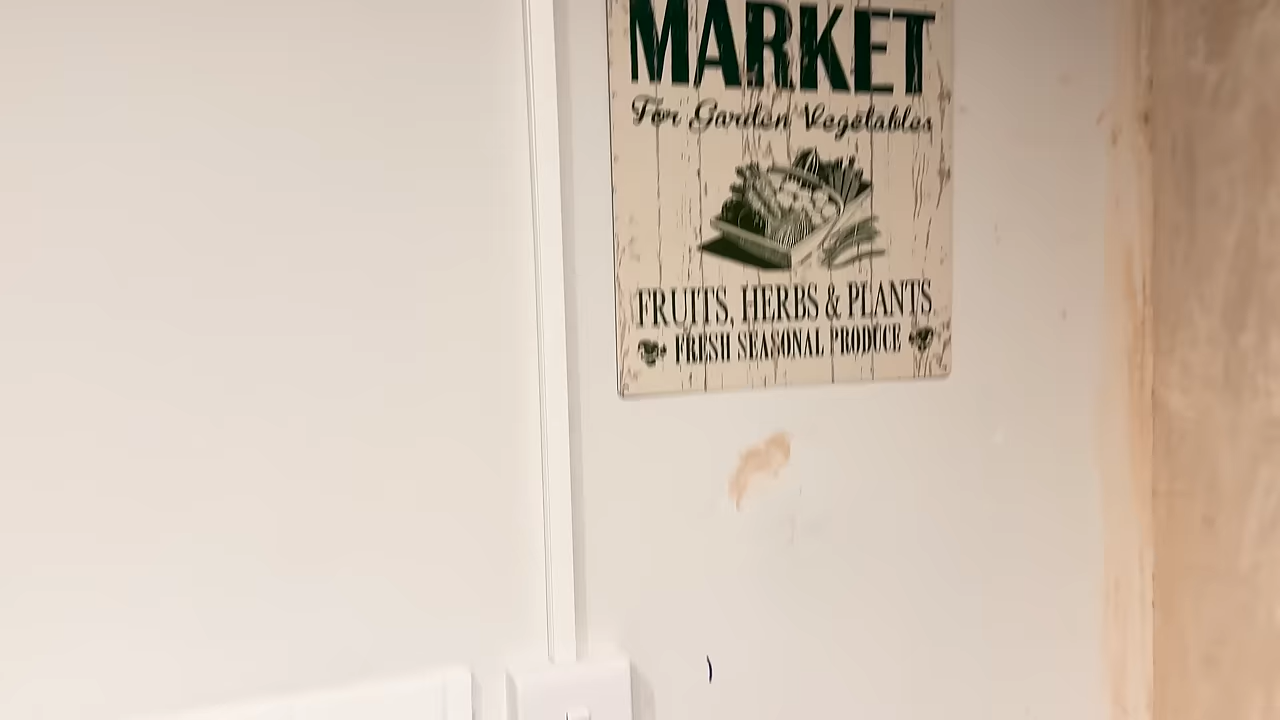 MARKET
For Garden Vegetables
FRUITS, HERBS & PLANTS
FRESH SEASONAL PRODUCE